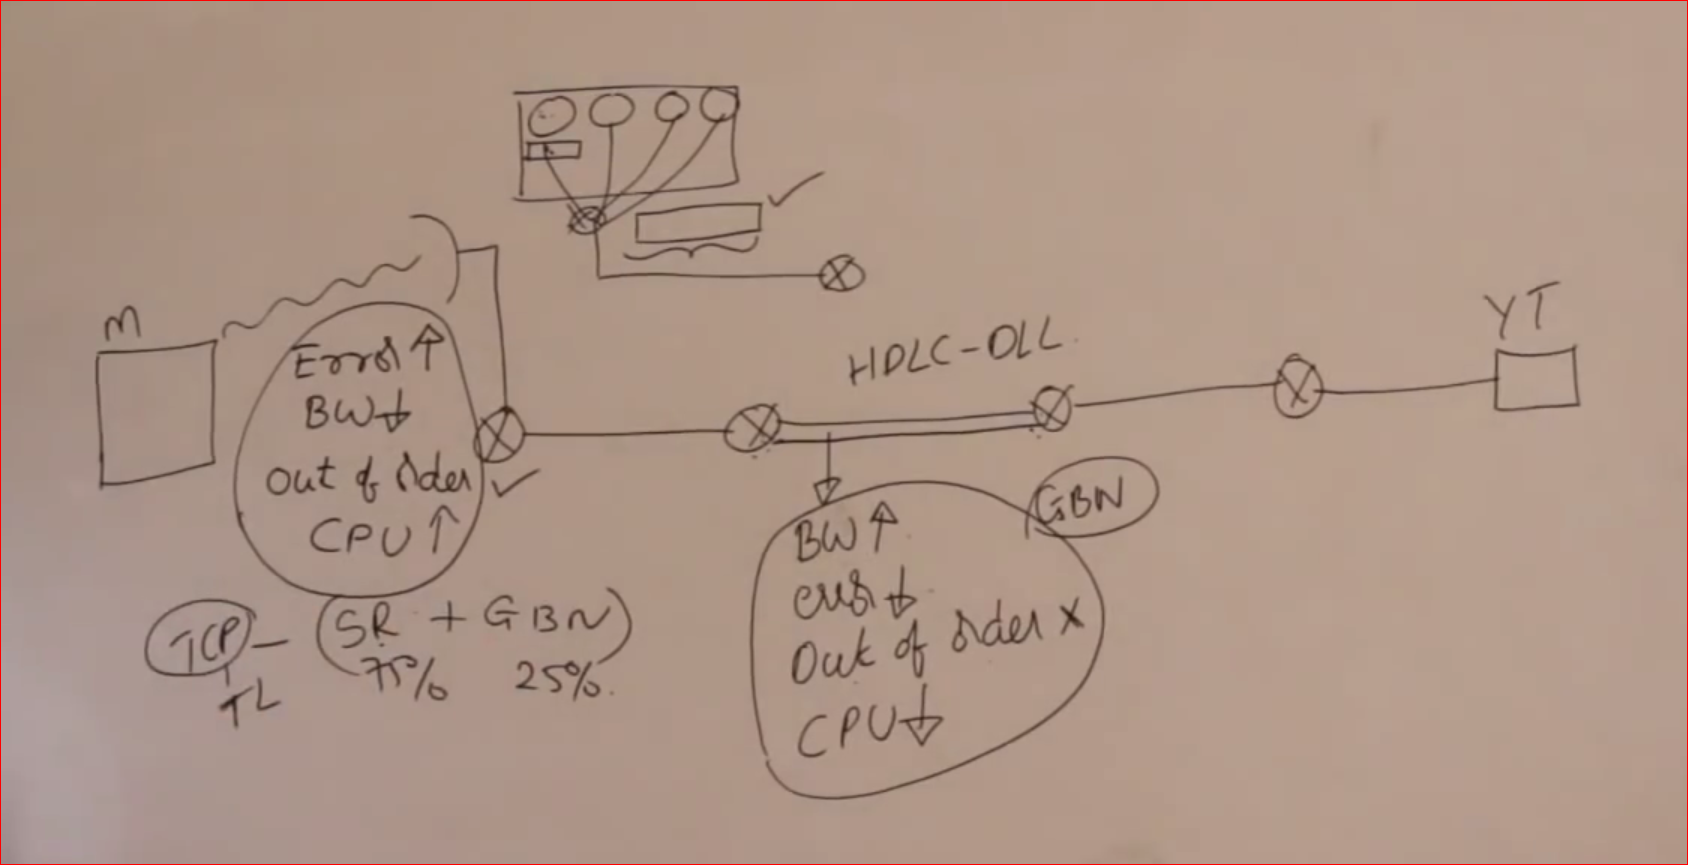 M
Error ↑
BW ↓
Out of order ✓
CPU ↑
TCP - (SR + GBN)
75% 25%.
TL
HDLC-DLL
YT
GBN
BW ↑
error ↓
Out of order x
CPU ↓